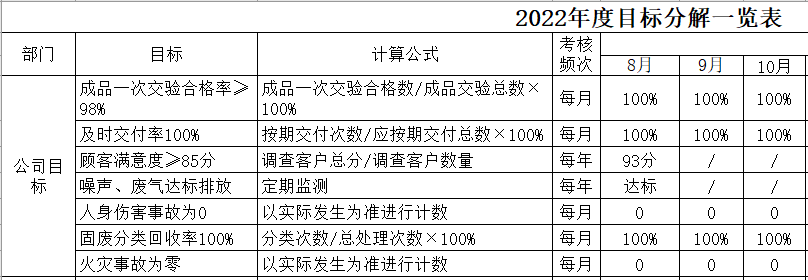 2022年度目标分解一览表
部门 目标 计算公式 考核频次 8月 9月 10月
公司目标
成品一次交验合格率≥98% 成品一次交验合格数/成品交验总数×100% 每月 100% 100% 100%
及时交付率100% 按期交付次数/应按期交付总数×100% 每月 100% 100% 100%
顾客满意度≥85分 调查客户总分/调查客户数量 每年 93分 / /
噪声、废气达标排放 定期监测 每年 达标 / /
人身伤害事故为0 以实际发生为准进行计数 每月 0 0 0
固废分类回收率100% 分类次数/总处理次数×100% 每月 100% 100% 100%
火灾事故为零 以实际发生为准进行计数 每月 0 0 0